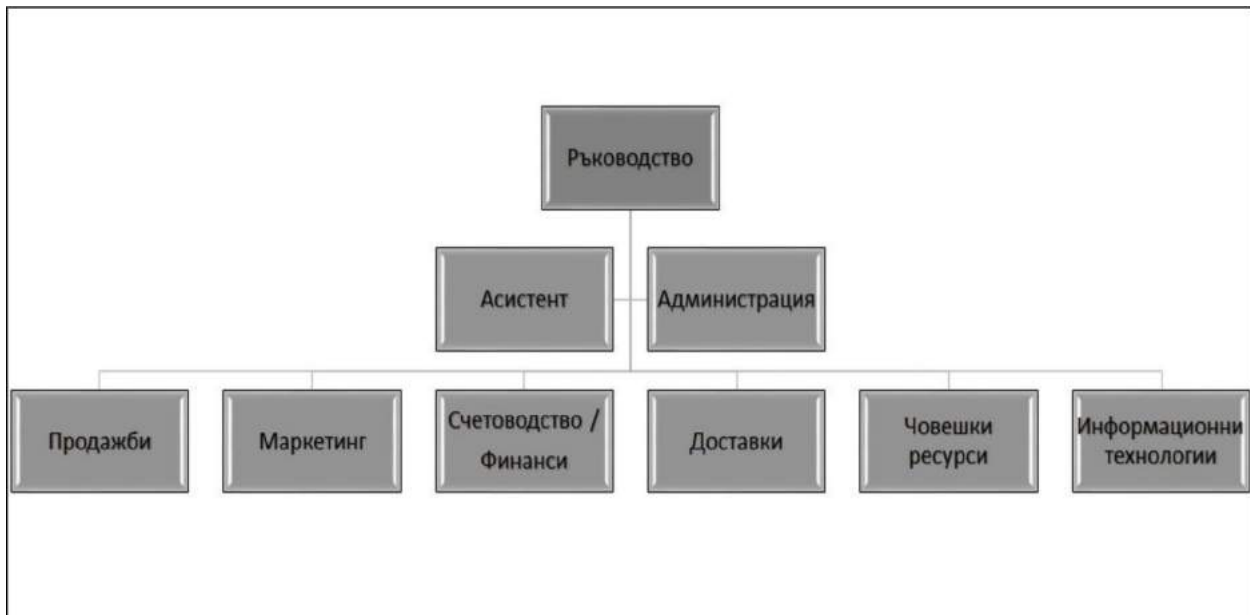 Ръководство
Асистент
Администрация
Продажби
Маркетинг
Счетоводство /
Финанси
Доставки
Човешки
ресурси
Информационни
технологии